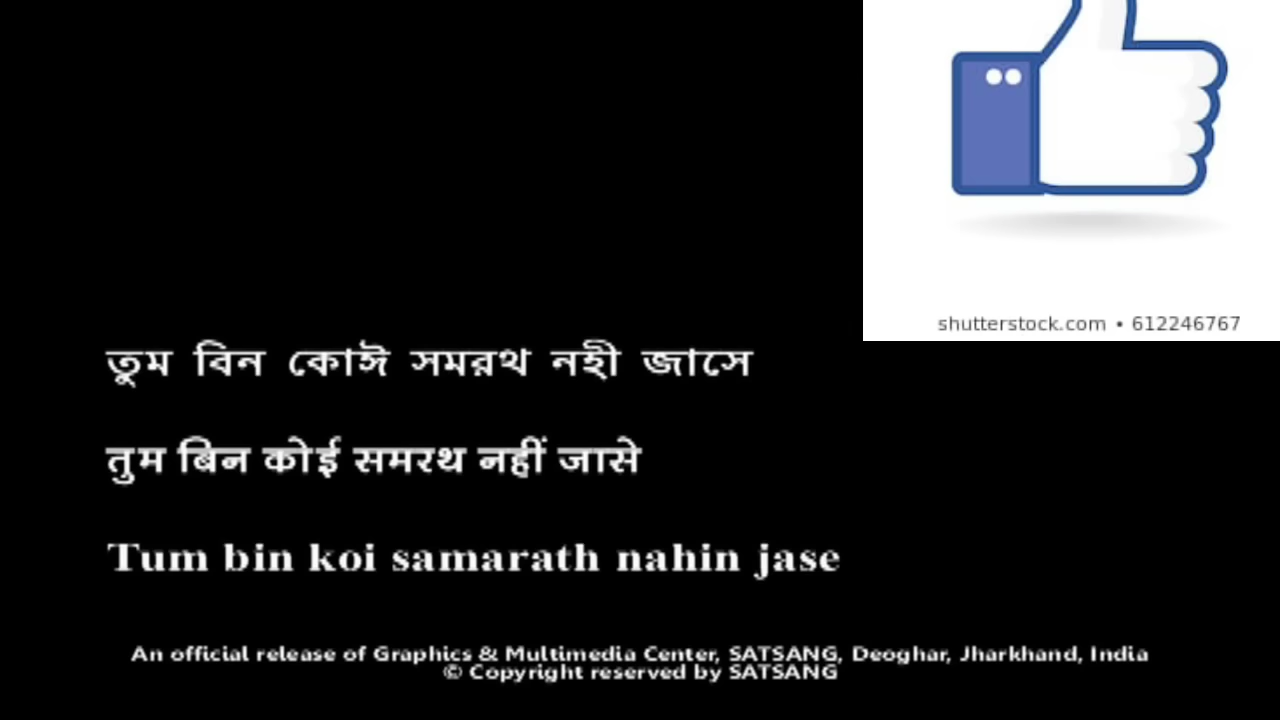 shutterstock.com • 612246767
তুম বিন কোঈ সমরথ নহী জাসে
तुम बिन कोई समरथ नहीं जासे
Tum bin koi samarath nahin jase
An official release of Graphics & Multimedia Center, SATSANG, Deoghar, Jharkhand, India
© Copyright reserved by SATSANG